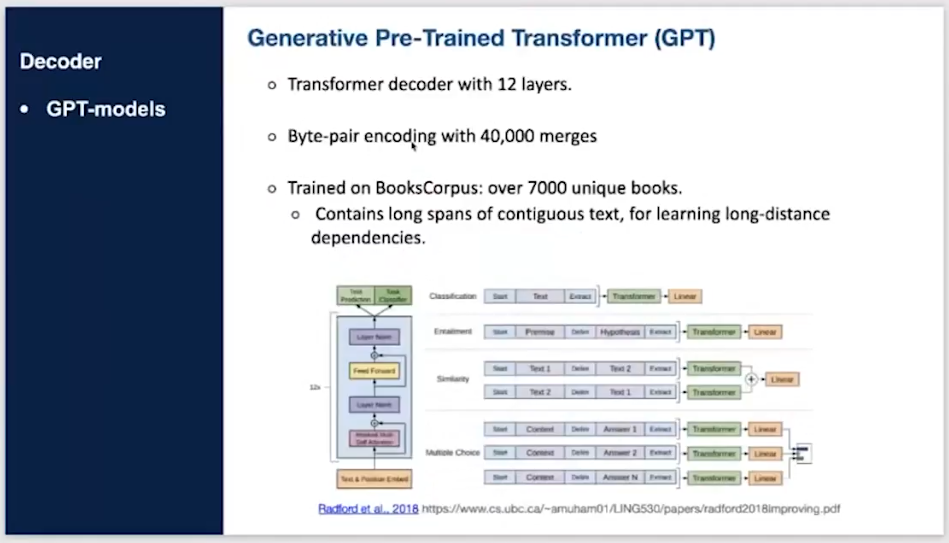 Decoder
• GPT-models
Generative Pre-Trained Transformer (GPT)
Transformer decoder with 12 layers.
Byte-pair encoding with 40,000 merges
Trained on BooksCorpus: over 7000 unique books.
Contains long spans of contiguous text, for learning long-distance
dependencies.
Text Prediction
Task Classifier
Layer Norm
Feed Forward
12x
Layer Norm
Masked Multi Self Attention
Text & Position Embed
Classification Start Text Extract Transformer Linear
Entailment Start Premise Delim Hypothesis Extract Transformer Linear
Similarity
Start Text 1 Delim Text 2 Extract Transformer
+ Linear
Start Text 2 Delim Text 1 Extract Transformer
Multiple Choice
Start Context Delim Answer 1 Extract Transformer Linear
Start Context Delim Answer 2 Extract Transformer Linear
Start Context Delim Answer N Extract Transformer Linear
Radford et al., 2018 https://www.cs.ubc.ca/~amuham01/LING530/papers/radford2018improving.pdf